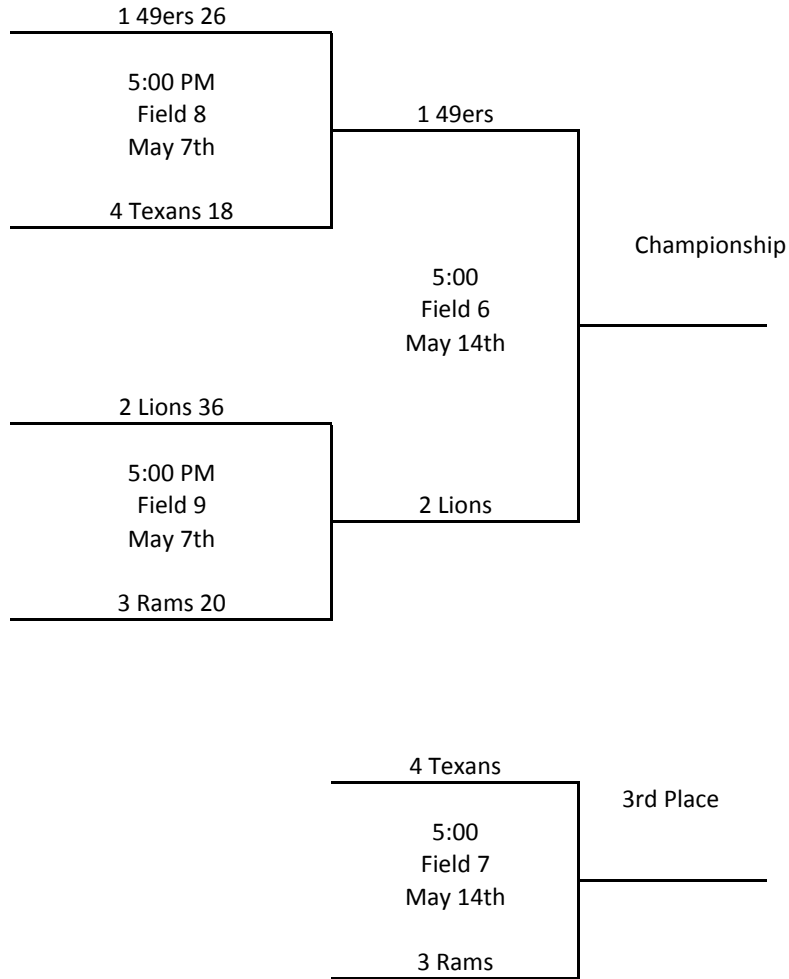 1 49ers 26
5:00 PM
Field 8
May 7th
1 49ers
4 Texans 18
Championship
5:00
Field 6
May 14th
2 Lions 36
5:00 PM
Field 9
May 7th
2 Lions
3 Rams 20
4 Texans
3rd Place
5:00
Field 7
May 14th
3 Rams